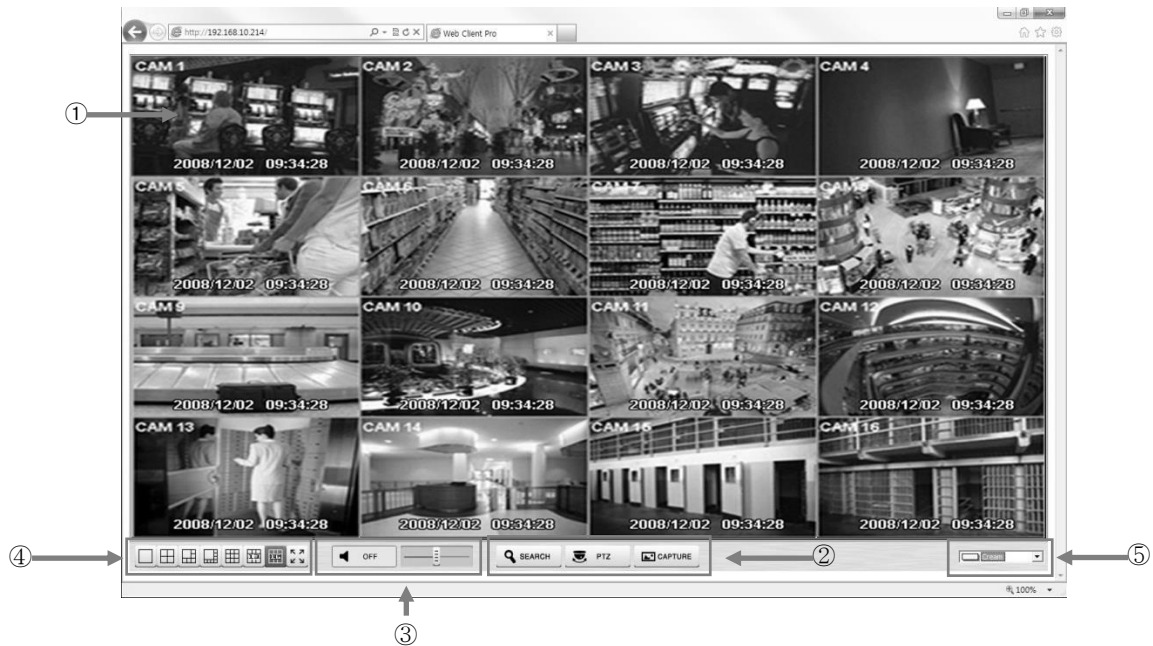 http://192.168.10.214/
Web Client Pro
CAM 1
CAM 2
CAM 3
CAM 4
①
2008/12/02 09:34:28
2008/12/02 09:34:28
2008/12/02 09:34:28
2008/12/02 09:34:28
CAM 5
CAM 6
CAM 7
CAM 8
2008/12/02 09:34:28
2008/12/02 09:34:28
2008/12/02 09:34:28
2008/12/02 09:34:28
CAM 9
CAM 10
CAM 11
CAM 12
2008/12/02 09:34:28
2008/12/02 09:34:28
2008/12/02 09:34:28
2008/12/02 09:34:28
CAM 13
CAM 14
CAM 15
CAM 16
2008/12/02 09:34:28
2008/12/02 09:34:28
2008/12/02 09:34:28
2008/12/02 09:34:28
④
OFF
SEARCH
PTZ
CAPTURE
②
Cream
⑤
100%
③